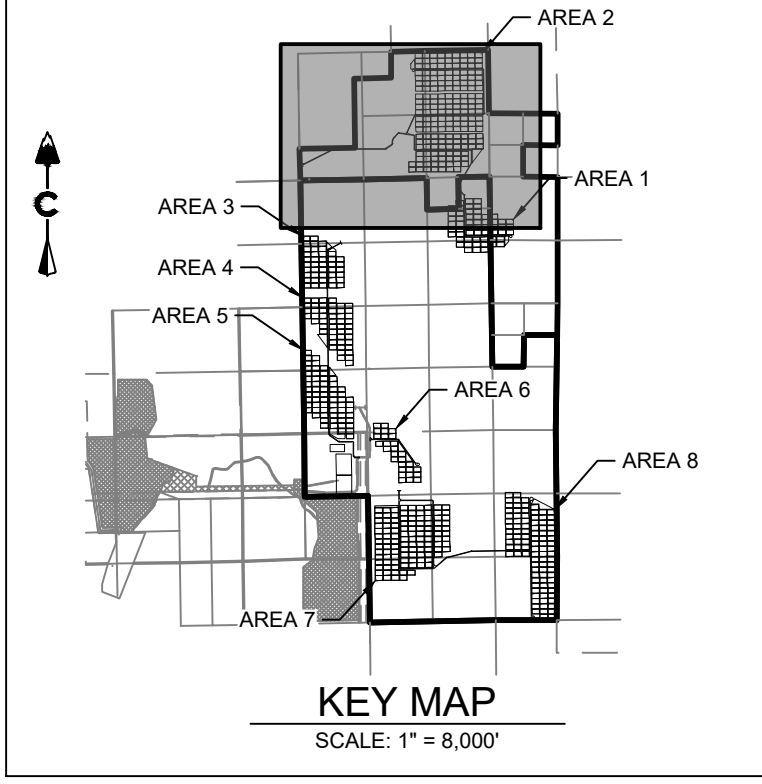 AREA 2
AREA 1
AREA 3
AREA 4
AREA 5
AREA 6
AREA 8
AREA 7
KEY MAP
SCALE: 1" = 8,000'